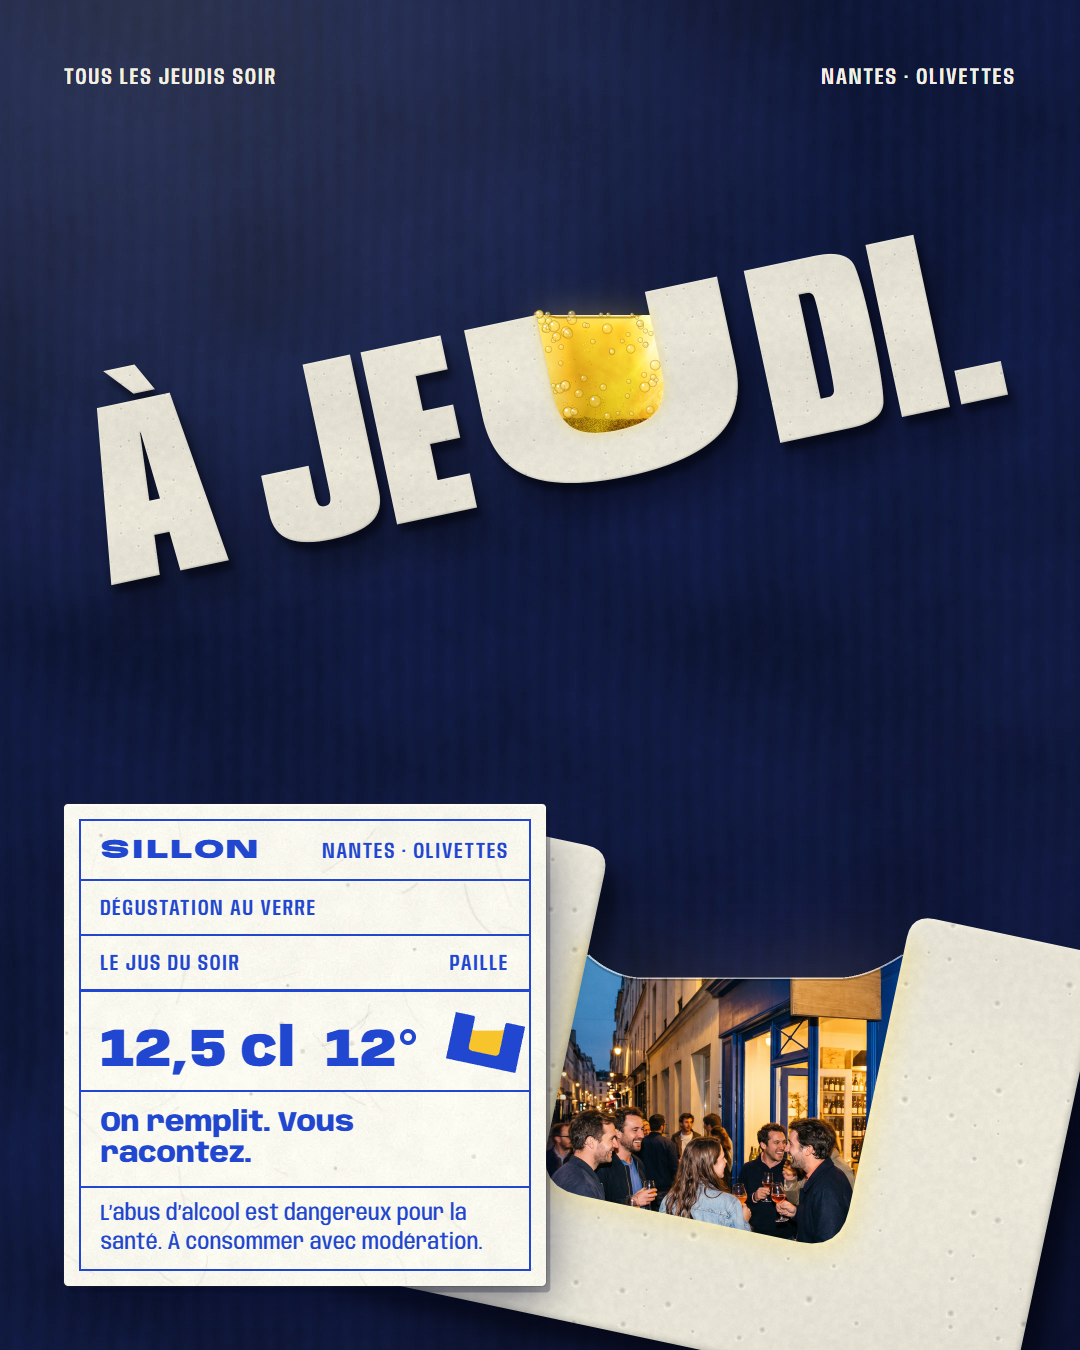 TOUS LES JEUDIS SOIR
NANTES · OLIVETTES
À JEUDI.
SILLON
NANTES · OLIVETTES
DÉGUSTATION AU VERRE
LE JUS DU SOIR
PAILLE
12,5 cl 12°
On remplit. Vous
racontez.
L'abus d'alcool est dangereux pour la
santé. À consommer avec modération.